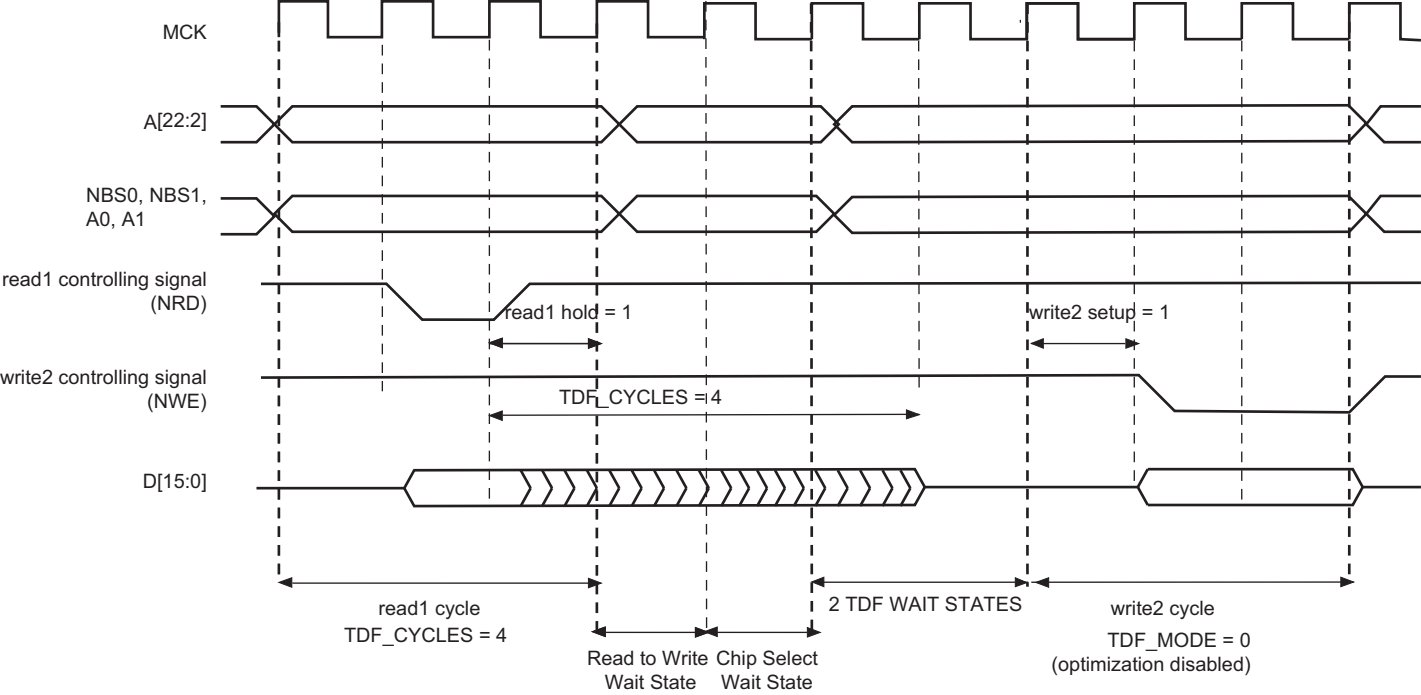 MCK
A[22:2]
NBS0, NBS1,
A0, A1
read1 controlling signal
(NRD)
read1 hold = 1
write2 setup = 1
write2 controlling signal
(NWE)
TDF_CYCLES = 4
D[15:0]
read1 cycle
TDF_CYCLES = 4
Read to Write
Wait State
Chip Select
Wait State
2 TDF WAIT STATES
write2 cycle
TDF_MODE = 0
(optimization disabled)